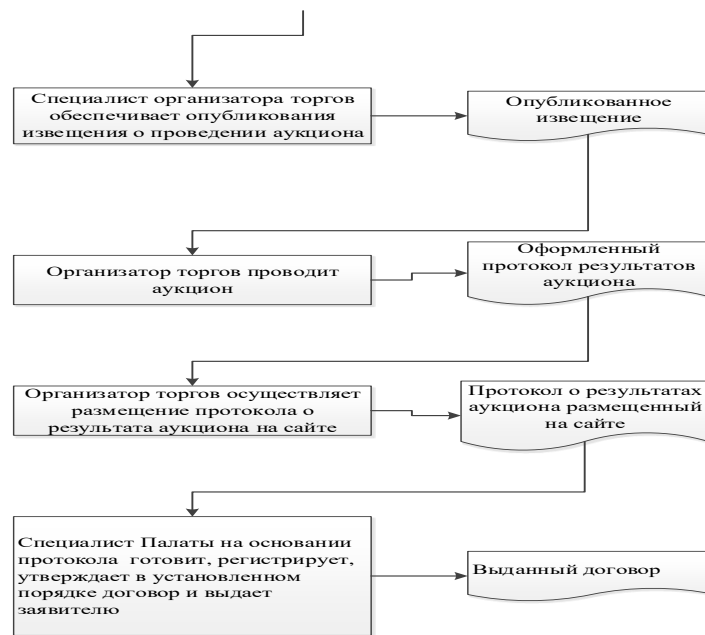 Специалист организатора торгов
обеспечивает опубликования
извещения о проведении аукциона
Опубликованное
извещение
Организатор торгов проводит
аукцион
Оформленный
протокол результатов
аукциона
Организатор торгов осуществляет
размещение протокола о
результата аукциона на сайте
Протокол о результатах
аукциона размещенный
на сайте
Специалист Палаты на основании
протокола готовит, регистрирует,
утверждает в установленном
порядке договор и выдает
заявителю
Выданный договор